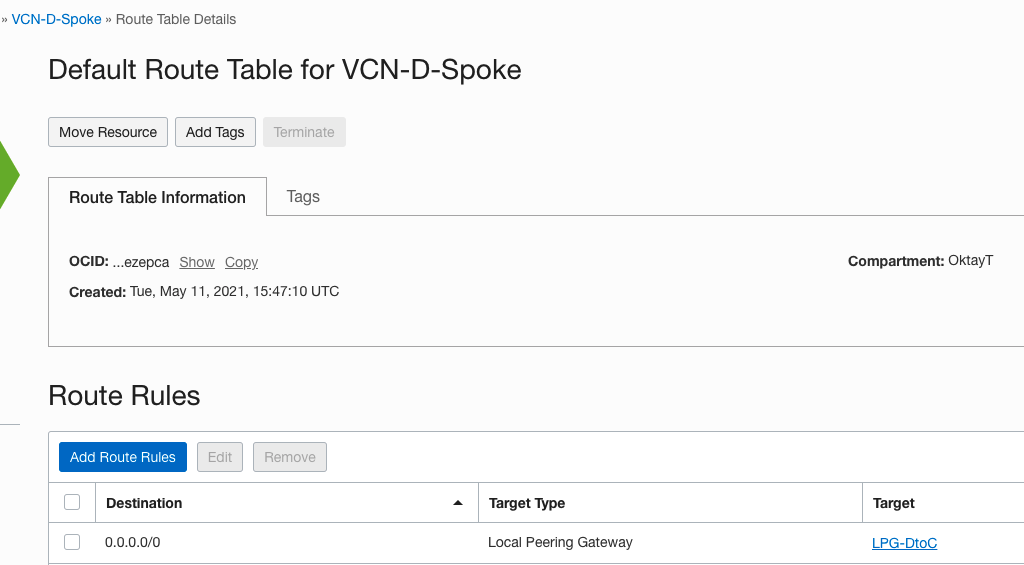 » VCN-D-Spoke » Route Table Details
Default Route Table for VCN-D-Spoke
Move Resource Add Tags Terminate
Route Table Information Tags
OCID: ...ezepca Show Copy Compartment: OktayT
Created: Tue, May 11, 2021, 15:47:10 UTC
Route Rules
Add Route Rules Edit Remove
Destination Target Type Target
0.0.0.0/0 Local Peering Gateway LPG-DtoC